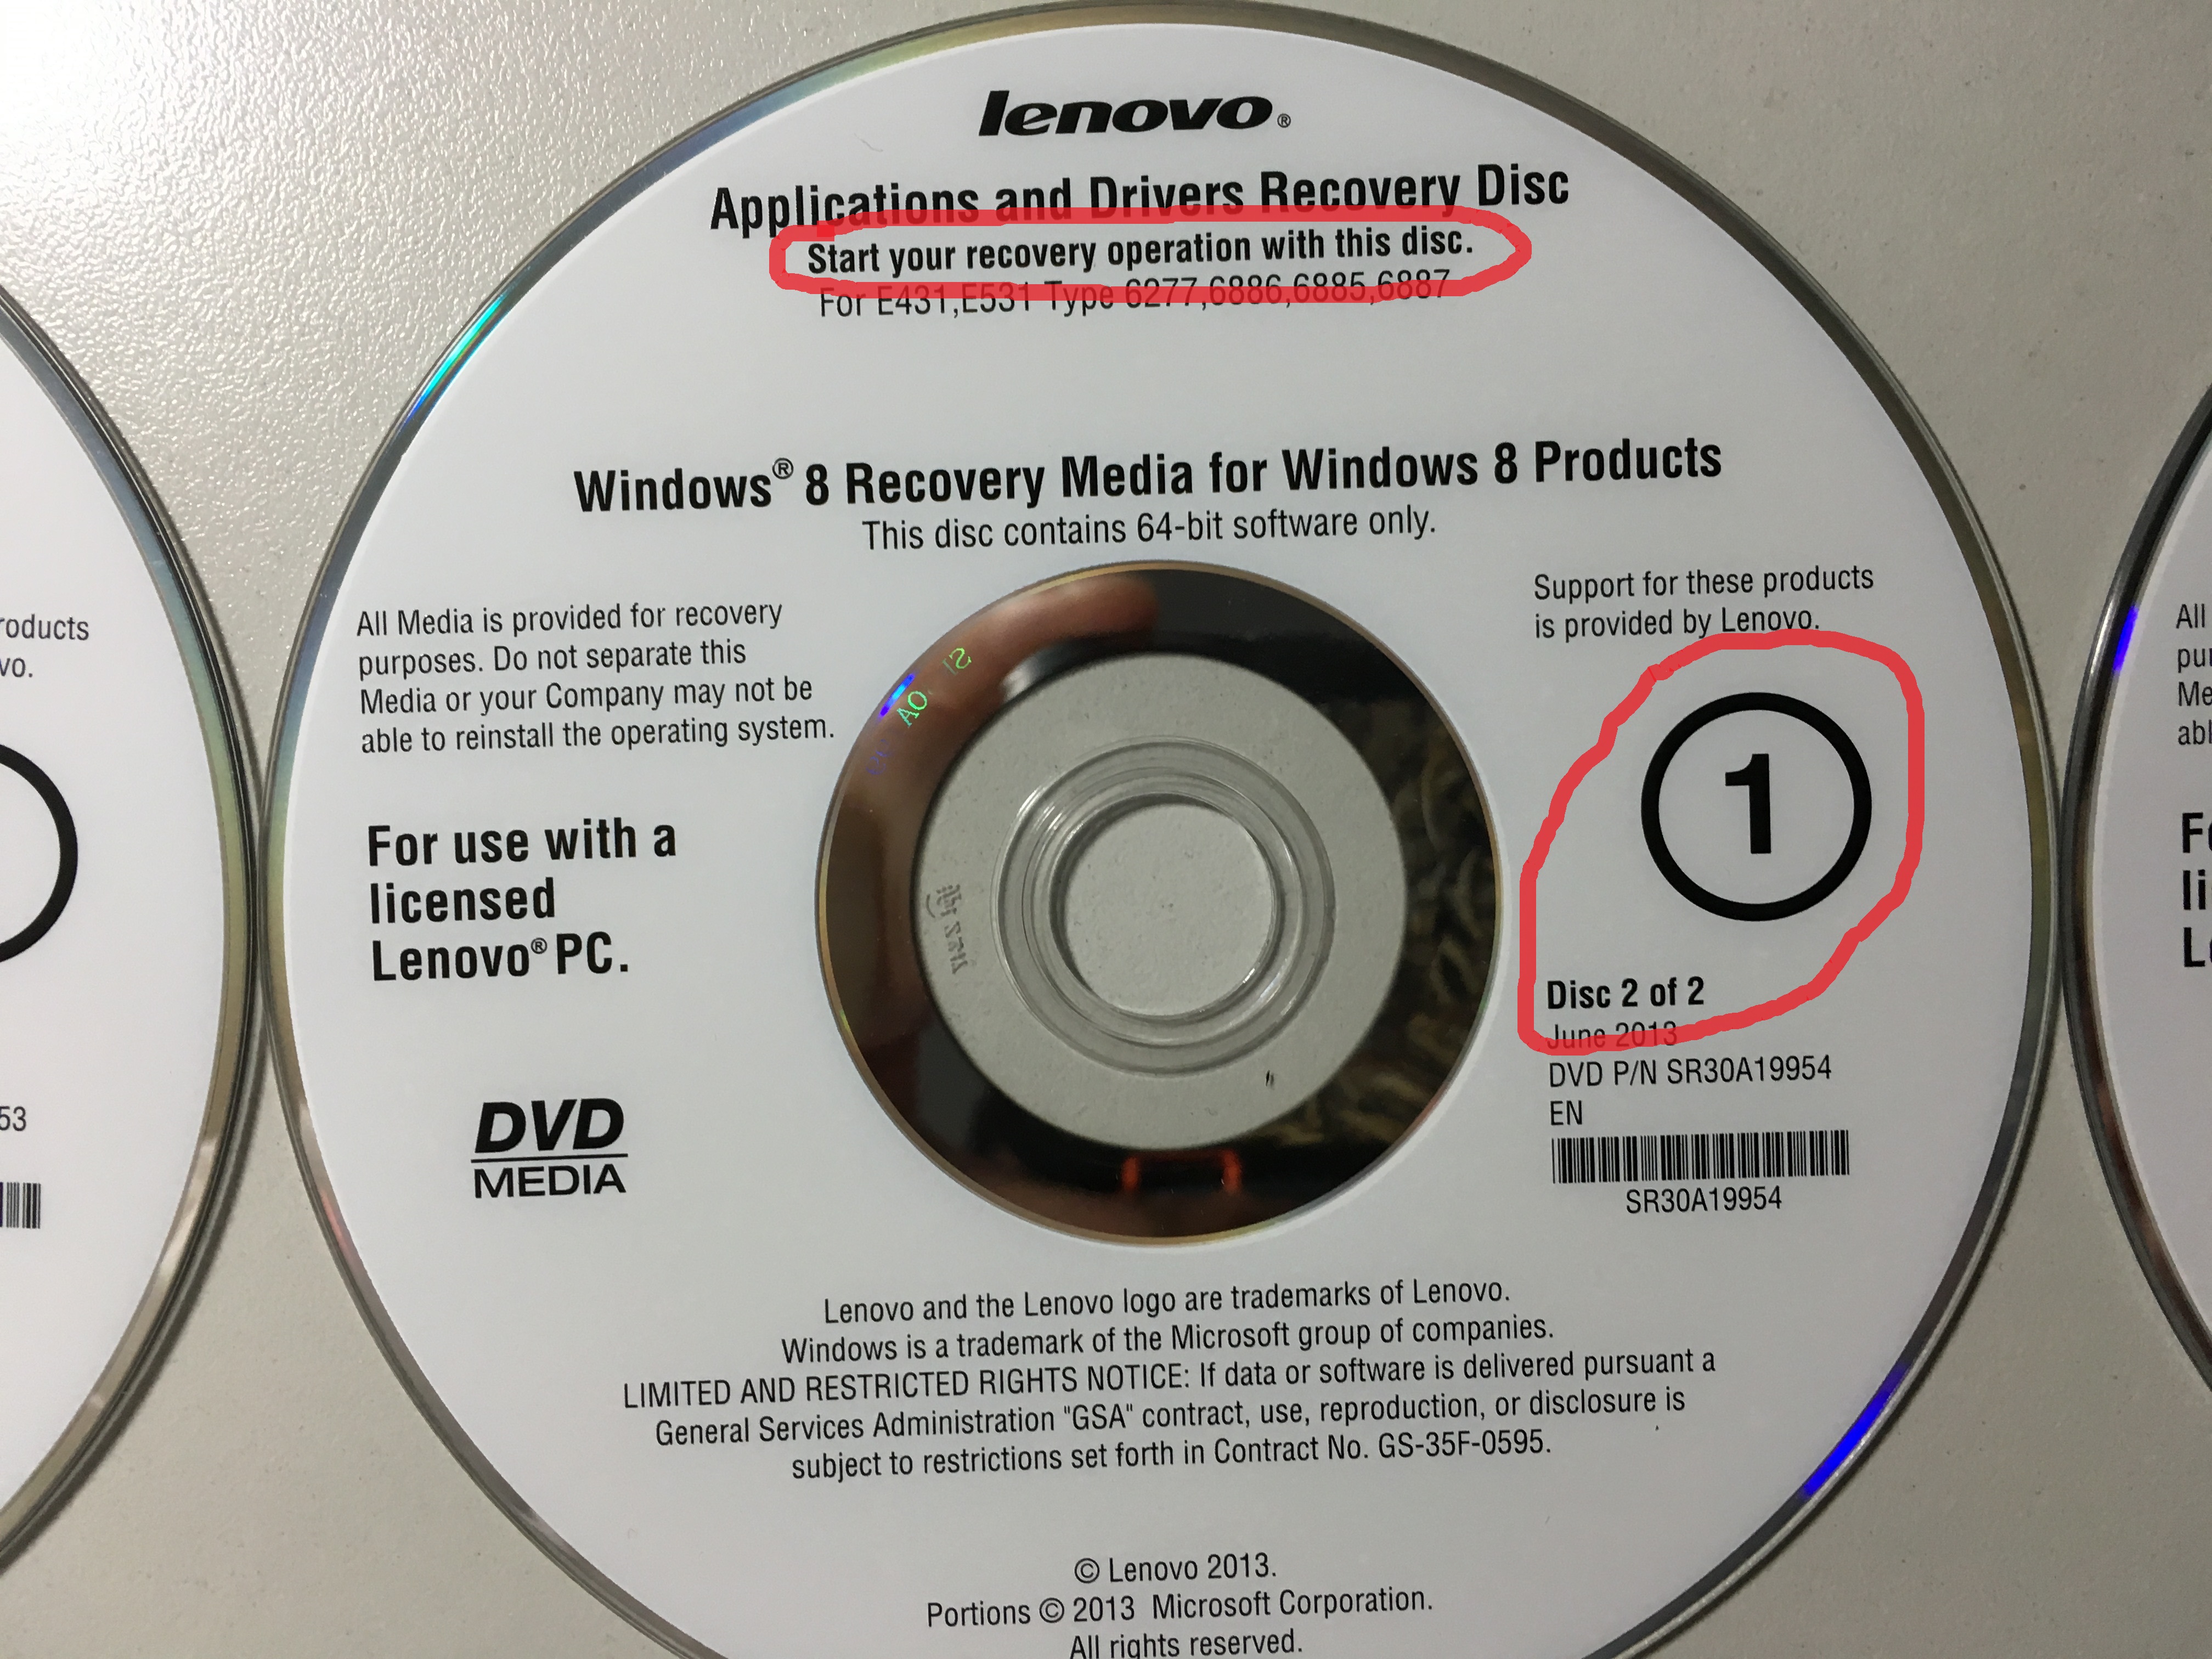 lenovo®
Applications and Drivers Recovery Disc
Start your recovery operation with this disc.
For E431,E531 Type 6277,6886,6885,6887
Windows® 8 Recovery Media for Windows 8 Products
This disc contains 64-bit software only.
All Media is provided for recovery
purposes. Do not separate this
Media or your Company may not be
able to reinstall the operating system.
For use with a
licensed
Lenovo® PC.
DVD
MEDIA
Support for these products
is provided by Lenovo.
1
Disc 2 of 2
June 2013
DVD P/N SR30A19954
EN
SR30A19954
Lenovo and the Lenovo logo are trademarks of Lenovo.
Windows is a trademark of the Microsoft group of companies.
LIMITED AND RESTRICTED RIGHTS NOTICE: If data or software is delivered pursuant a
General Services Administration "GSA" contract, use, reproduction, or disclosure is
subject to restrictions set forth in Contract No. GS-35F-0595.
© Lenovo 2013.
Portions © 2013 Microsoft Corporation.
All rights reserved.
53
All